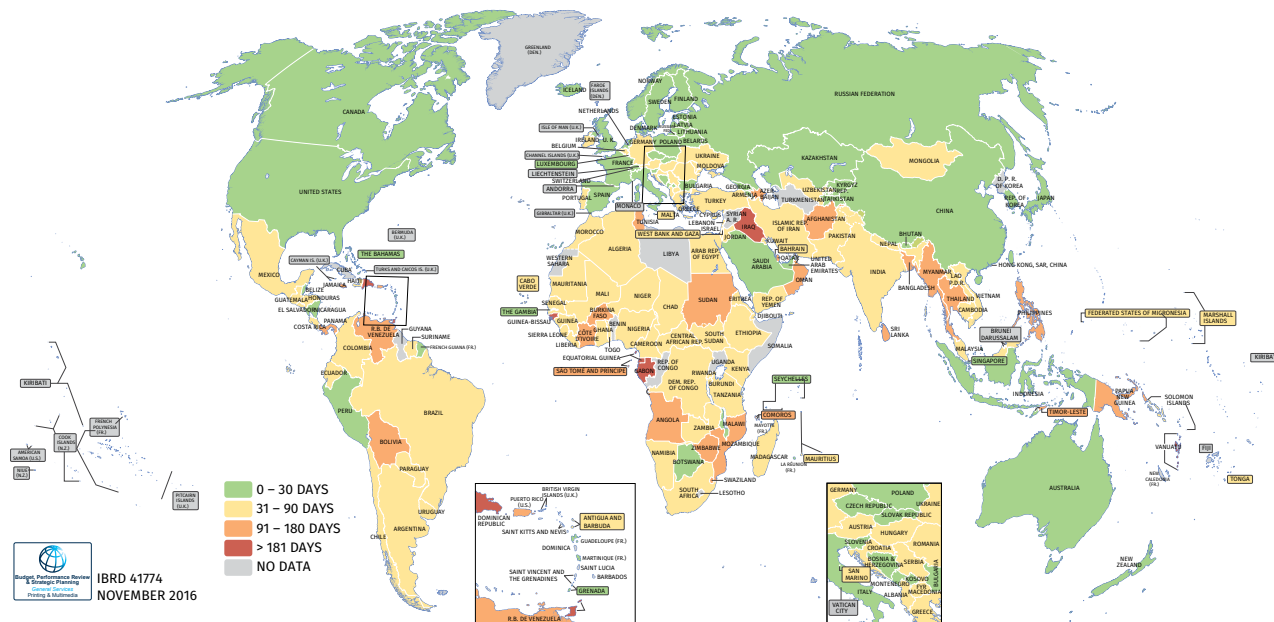 GREENLAND
(DEN.)
ICELAND
FAROE
ISLANDS
(DEN.)
NORWAY
SWEDEN
FINLAND
RUSSIAN FEDERATION
CANADA
UNITED STATES
NETHERLANDS
ISLE OF MAN (U.K.)
IRELAND
U. K.
DENMARK
ESTONIA
LATVIA
LITHUANIA
GERMANY
POLAND
BELARUS
BELGIUM
CHANNEL ISLANDS (U.K.)
LUXEMBOURG
LIECHTENSTEIN
SWITZERLAND
ANDORRA
FRANCE
UKRAINE
MOLDOVA
PORTUGAL
SPAIN
MONACO
GIBRALTAR (U.K.)
BULGARIA
GREECE
MALTA
TUNISIA
WEST BANK AND GAZA
TURKEY
CYPRUS
LEBANON
ISRAEL
SYRIAN
A. R.
IRAQ
JORDAN
GEORGIA
ARMENIA
AZER-
BAIJAN
KAZAKHSTAN
UZBEKISTAN
KYRGYZ
REP.
TAJIKISTAN
TURKMENISTAN
AFGHANISTAN
ISLAMIC REP.
OF IRAN
PAKISTAN
KUWAIT
BAHRAIN
QATAR
UNITED
ARAB
EMIRATES
OMAN
SAUDI
ARABIA
REP. OF
YEMEN
MONGOLIA
CHINA
D. P. R.
OF KOREA
REP. OF
KOREA
JAPAN
NEPAL
BHUTAN
INDIA
BANGLADESH
MYANMAR
LAO
P.D.R.
THAILAND
VIETNAM
CAMBODIA
HONG KONG, SAR, CHINA
PHILIPPINES
SRI
LANKA
MALAYSIA
BRUNEI
DARUSSALAM
SINGAPORE
INDONESIA
TIMOR-LESTE
PAPUA
NEW
GUINEA
FEDERATED STATES OF MICRONESIA
MARSHALL
ISLANDS
KIRIBAT
SOLOMON
ISLANDS
VANUATU
FIJI
NEW
CALEDONIA
(FR.)
TONGA
AUSTRALIA
NEW
ZEALAND
BERMUDA
(U.K.)
THE BAHAMAS
CAYMAN IS. (U.K.)
TURKS AND CAICOS IS. (U.K.)
MEXICO
CUBA
JAMAICA
HAITI
BELIZE
GUATEMALA
HONDURAS
EL SALVADOR
NICARAGUA
COSTA RICA
PANAMA
R.B. DE
VENEZUELA
GUYANA
SURINAME
FRENCH GUIANA (FR.)
COLOMBIA
ECUADOR
PERU
BRAZIL
BOLIVIA
PARAGUAY
URUGUAY
ARGENTINA
CHILE
MOROCCO
WESTERN
SAHARA
ALGERIA
LIBYA
ARAB REP.
OF EGYPT
CABO
VERDE
MAURITANIA
MALI
NIGER
CHAD
SUDAN
ERITREA
DJIBOUTI
SENEGAL
THE GAMBIA
GUINEA-BISSAU
GUINEA
SIERRA LEONE
LIBERIA
BURKINA
FASO
CÔTE
D'IVOIRE
GHANA
BENIN
TOGO
NIGERIA
CAMEROON
CENTRAL
AFRICAN REP.
SOUTH
SUDAN
ETHIOPIA
SOMALIA
EQUATORIAL GUINEA
SAO TOMÉ AND PRINCIPE
GABON
REP. OF
CONGO
DEM. REP.
OF CONGO
UGANDA
KENYA
RWANDA
BURUNDI
TANZANIA
SEYCHELLES
COMOROS
MAYOTTE
(FR.)
ANGOLA
ZAMBIA
MALAWI
MOZAMBIQUE
ZIMBABWE
NAMIBIA
BOTSWANA
MADAGASCAR
LA RÉUNION
(FR.)
MAURITIUS
SWAZILAND
LESOTHO
SOUTH
AFRICA
KIRIBATI
FRENCH
POLYNESIA
(FR.)
COOK
ISLANDS
(N.Z.)
AMERICAN
SAMOA (U.S.)
NIUE
(N.Z.)
PITCAIRN
ISLANDS
(U.K.)
0 – 30 DAYS
31 – 90 DAYS
91 – 180 DAYS
> 181 DAYS
NO DATA
Budget, Performance Review
& Strategic Planning
General Services
Printing & Multimedia
IBRD 41774
NOVEMBER 2016
DOMINICAN
REPUBLIC
PUERTO RICO
(U.S.)
BRITISH VIRGIN
ISLANDS (U.K.)
SAINT KITTS AND NEVIS
ANTIGUA AND
BARBUDA
GUADELOUPE (FR.)
DOMINICA
MARTINIQUE (FR.)
SAINT LUCIA
SAINT VINCENT AND
THE GRENADINES
BARBADOS
GRENADA
R.B. DE VENEZUELA
GERMANY
POLAND
CZECH REPUBLIC
UKRAINE
SLOVAK REPUBLIC
AUSTRIA
HUNGARY
SLOVENIA
CROATIA
ROMANIA
BOSNIA &
HERZEGOVINA
SERBIA
SAN
MARINO
MONTENEGRO
KOSOVO
BULGARIA
FYR
MACEDONIA
ITALY
ALBANIA
VATICAN
CITY
GREECE